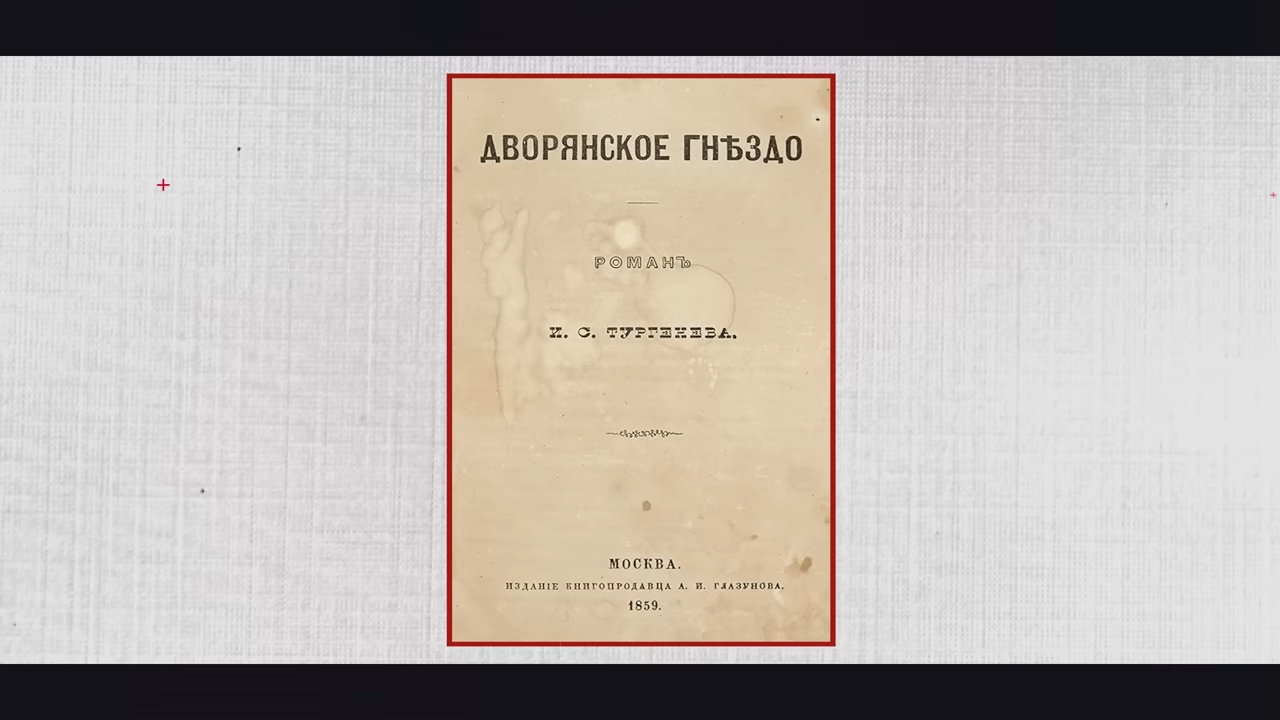 ДВОРЯНСКОЕ ГНѢЗДО
РОМАНЪ
И. С. ТУРГЕНЕВА.
МОСКВА.
ИЗДАНІЕ КНИГОПРОДАВЦА А. И. ГЛАЗУНОВА.
1859.